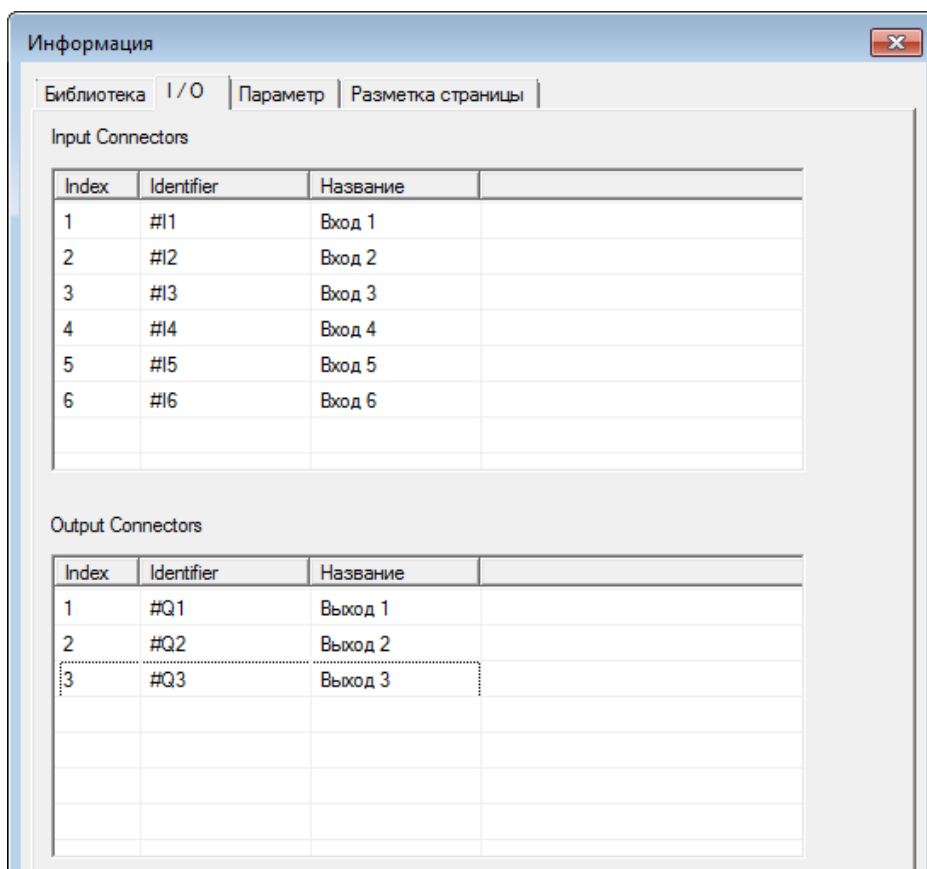 Информация
Библиотека I / O Параметр Разметка страницы
Input Connectors
Index Identifier Название
1 #I1 Вход 1
2 #I2 Вход 2
3 #I3 Вход 3
4 #I4 Вход 4
5 #I5 Вход 5
6 #I6 Вход 6
Output Connectors
Index Identifier Название
1 #Q1 Выход 1
2 #Q2 Выход 2
3 #Q3 Выход 3